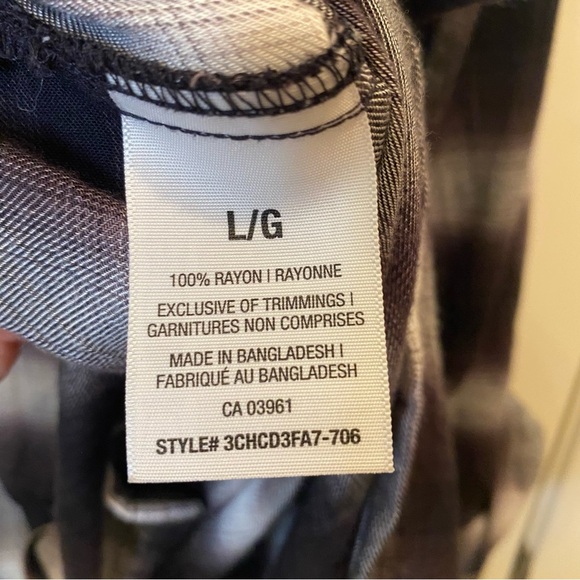 L/G
100% RAYON | RAYONNE
EXCLUSIVE OF TRIMMINGS |
GARNITURES NON COMPRISES
MADE IN BANGLADESH |
FABRIQUÉ AU BANGLADESH
CA 03961
STYLE# 3CHCD3FA7-706